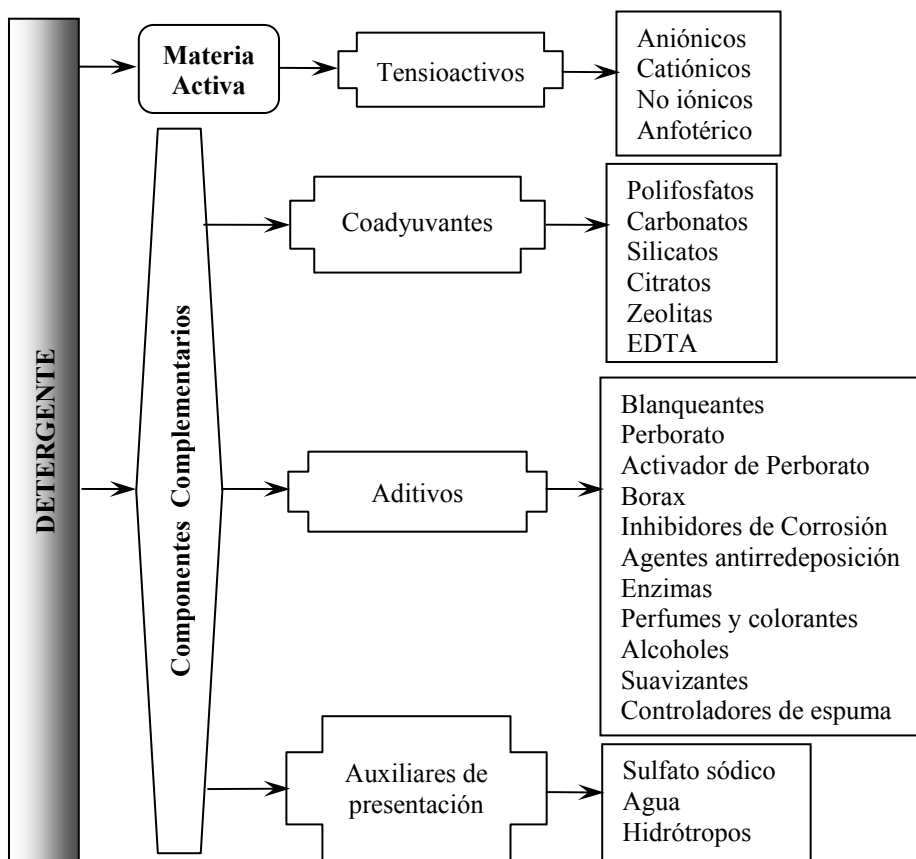 DETERGENTE
Materia
Activa
Tensioactivos
Aniónicos
Catiónicos
No iónicos
Anfotérico
Componentes Complementarios
Coadyuvantes
Polifosfatos
Carbonatos
Silicatos
Citratos
Zeolitas
EDTA
Aditivos
Blanqueantes
Perborato
Activador de Perborato
Borax
Inhibidores de Corrosión
Agentes antirredeposición
Enzimas
Perfumes y colorantes
Alcoholes
Suavizantes
Controladores de espuma
Auxiliares de
presentación
Sulfato sódico
Agua
Hidrótropos